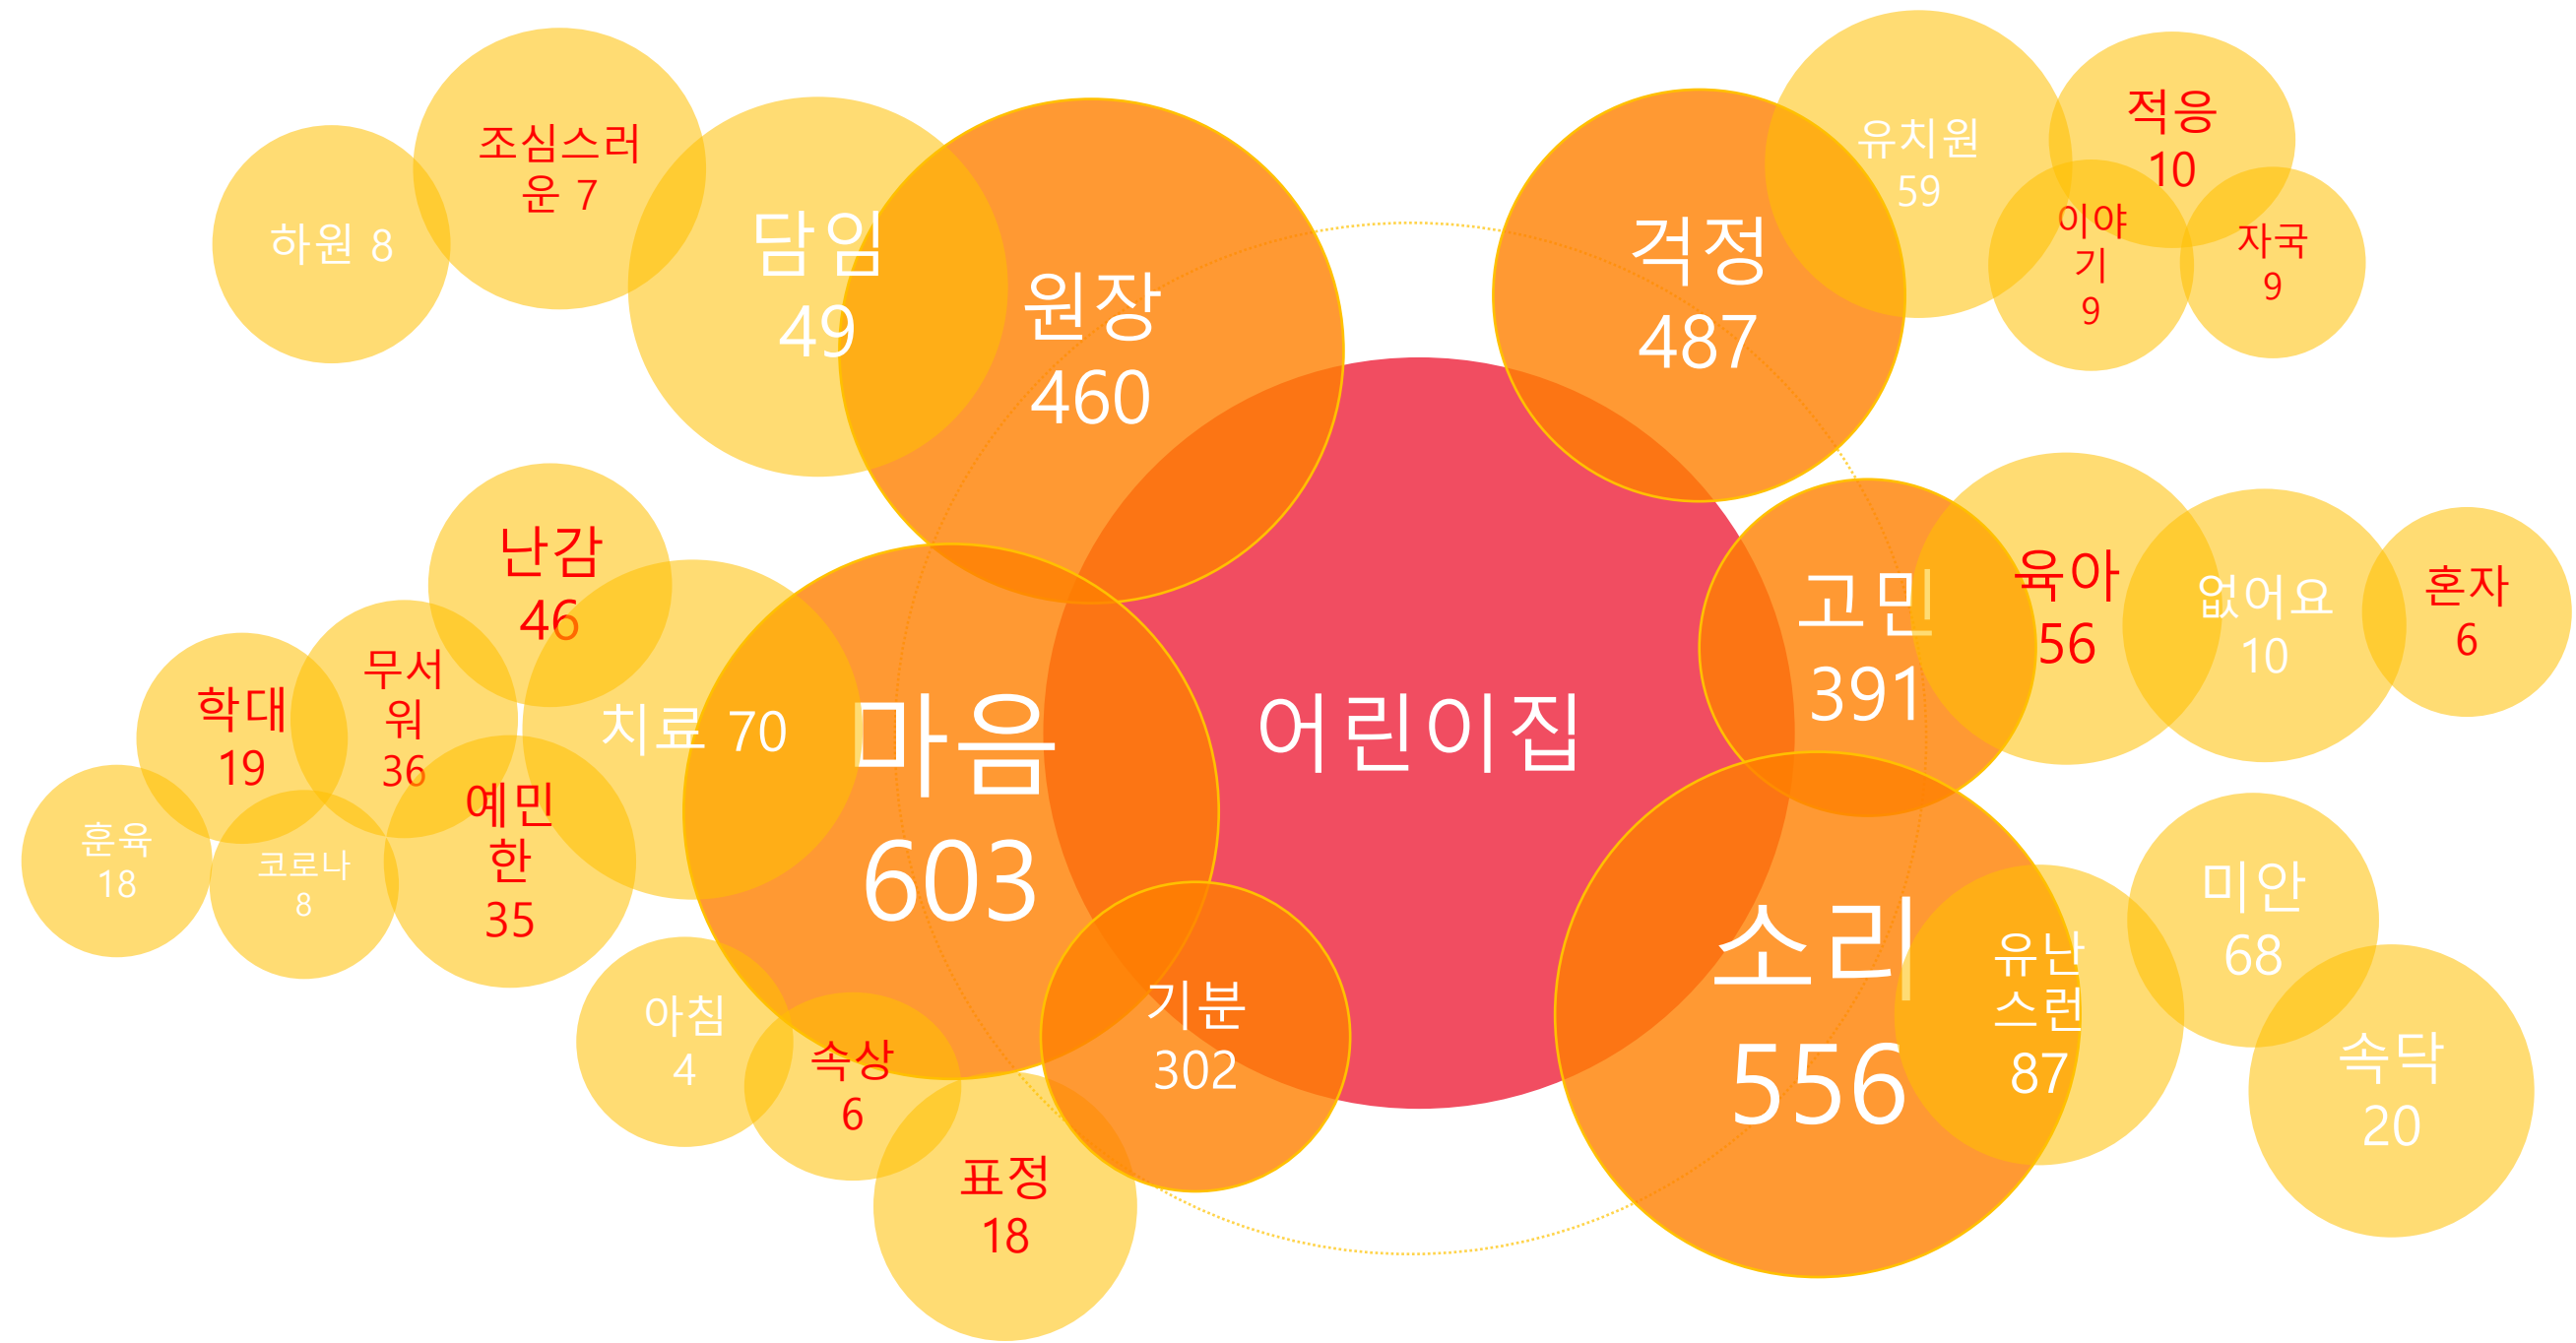 하원 8
조심스러
운 7
담임
49
원장
460
걱정
487
유치원
59
적응
10
이야
기
9
자국
9
난감
46
무서
워
36
학대
19
훈육
18
코로나
8
예민
한
35
치료 70
마음
603
어린이집
고민
391
육아
56
없어요
10
혼자
6
소리
556
유난
스런
87
미안
68
속닥
20
기분
302
아침
4
속상
6
표정
18